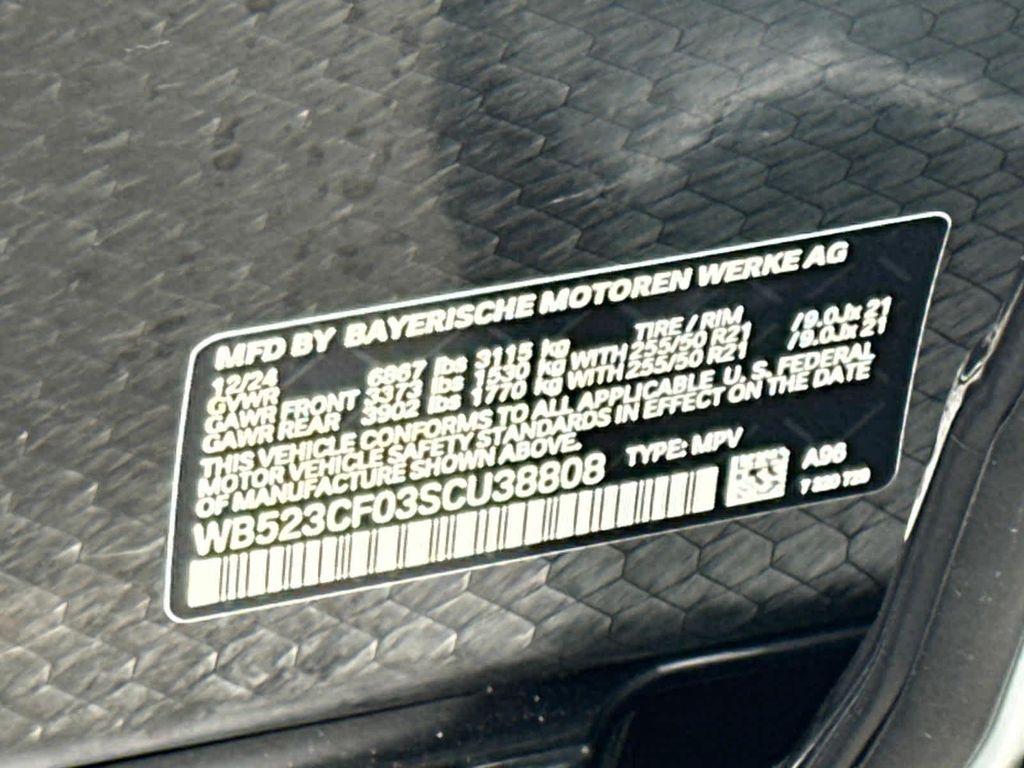 MFD BY BAYERISCHE MOTOREN WERKE AG
12/24 TIRE / RIM
GVWR 6867 lbs 3115 kg
GAWR FRONT 3373 lbs 1530 kg WITH 255/50 R21 /9.0Jx 21
GAWR REAR 3902 lbs 1770 kg WITH 255/50 R21 /9.0Jx 21
THIS VEHICLE CONFORMS TO ALL APPLICABLE U. S. FEDERAL
MOTOR VEHICLE SAFETY STANDARDS IN EFFECT ON THE DATE
OF MANUFACTURE SHOWN ABOVE.
WB523CF03SCU38808 TYPE: MPV A96